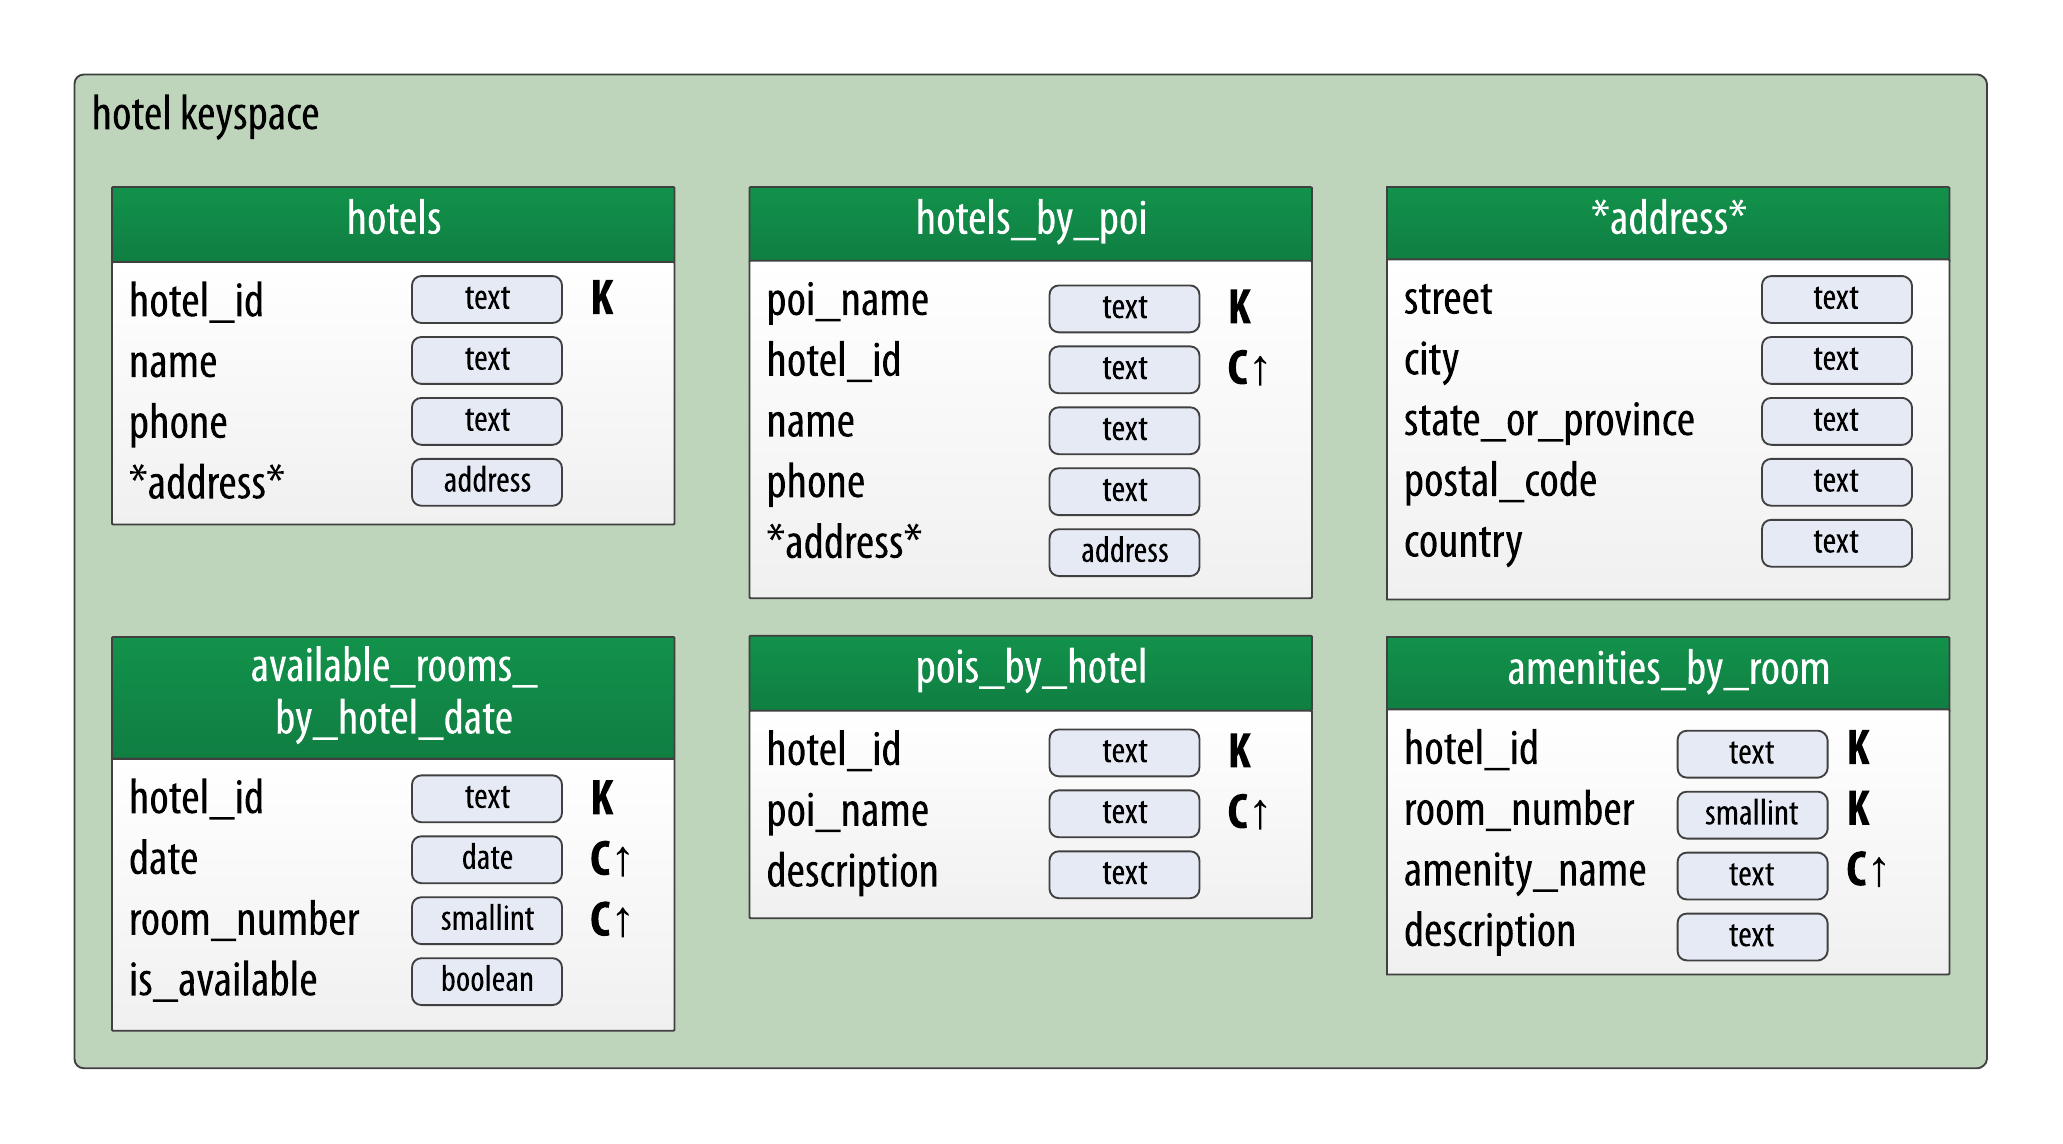 hotel keyspace
hotels
hotel_id text K
name text
phone text
*address* address
hotels_by_poi
poi_name text K
hotel_id text C↑
name text
phone text
*address* address
*address*
street text
city text
state_or_province text
postal_code text
country text
available_rooms_
by_hotel_date
hotel_id text K
date date C↑
room_number smallint C↑
is_available boolean
pois_by_hotel
hotel_id text K
poi_name text C↑
description text
amenities_by_room
hotel_id text K
room_number smallint K
amenity_name text C↑
description text